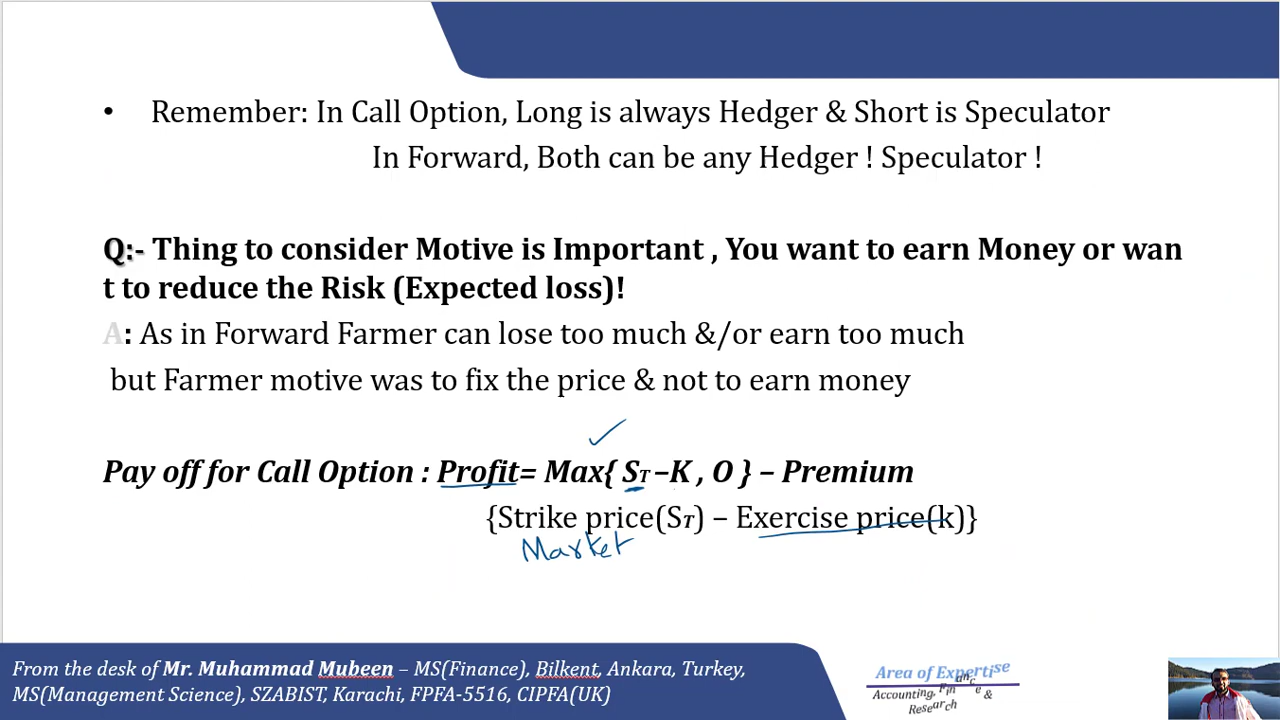 • Remember: In Call Option, Long is always Hedger & Short is Speculator
In Forward, Both can be any Hedger ! Speculator !
Q:- Thing to consider Motive is Important , You want to earn Money or wan
t to reduce the Risk (Expected loss)!
A: As in Forward Farmer can lose too much &/or earn too much
but Farmer motive was to fix the price & not to earn money
Pay off for Call Option : Profit= Max{ ST –K , O } – Premium
{Strike price(ST) – Exercise price(k)}
Market
From the desk of Mr. Muhammad Mubeen – MS(Finance), Bilkent, Ankara, Turkey,
MS(Management Science), SZABIST, Karachi, FPFA-5516, CIPFA(UK)
Area of Expertise
Accounting, Finance &
Research